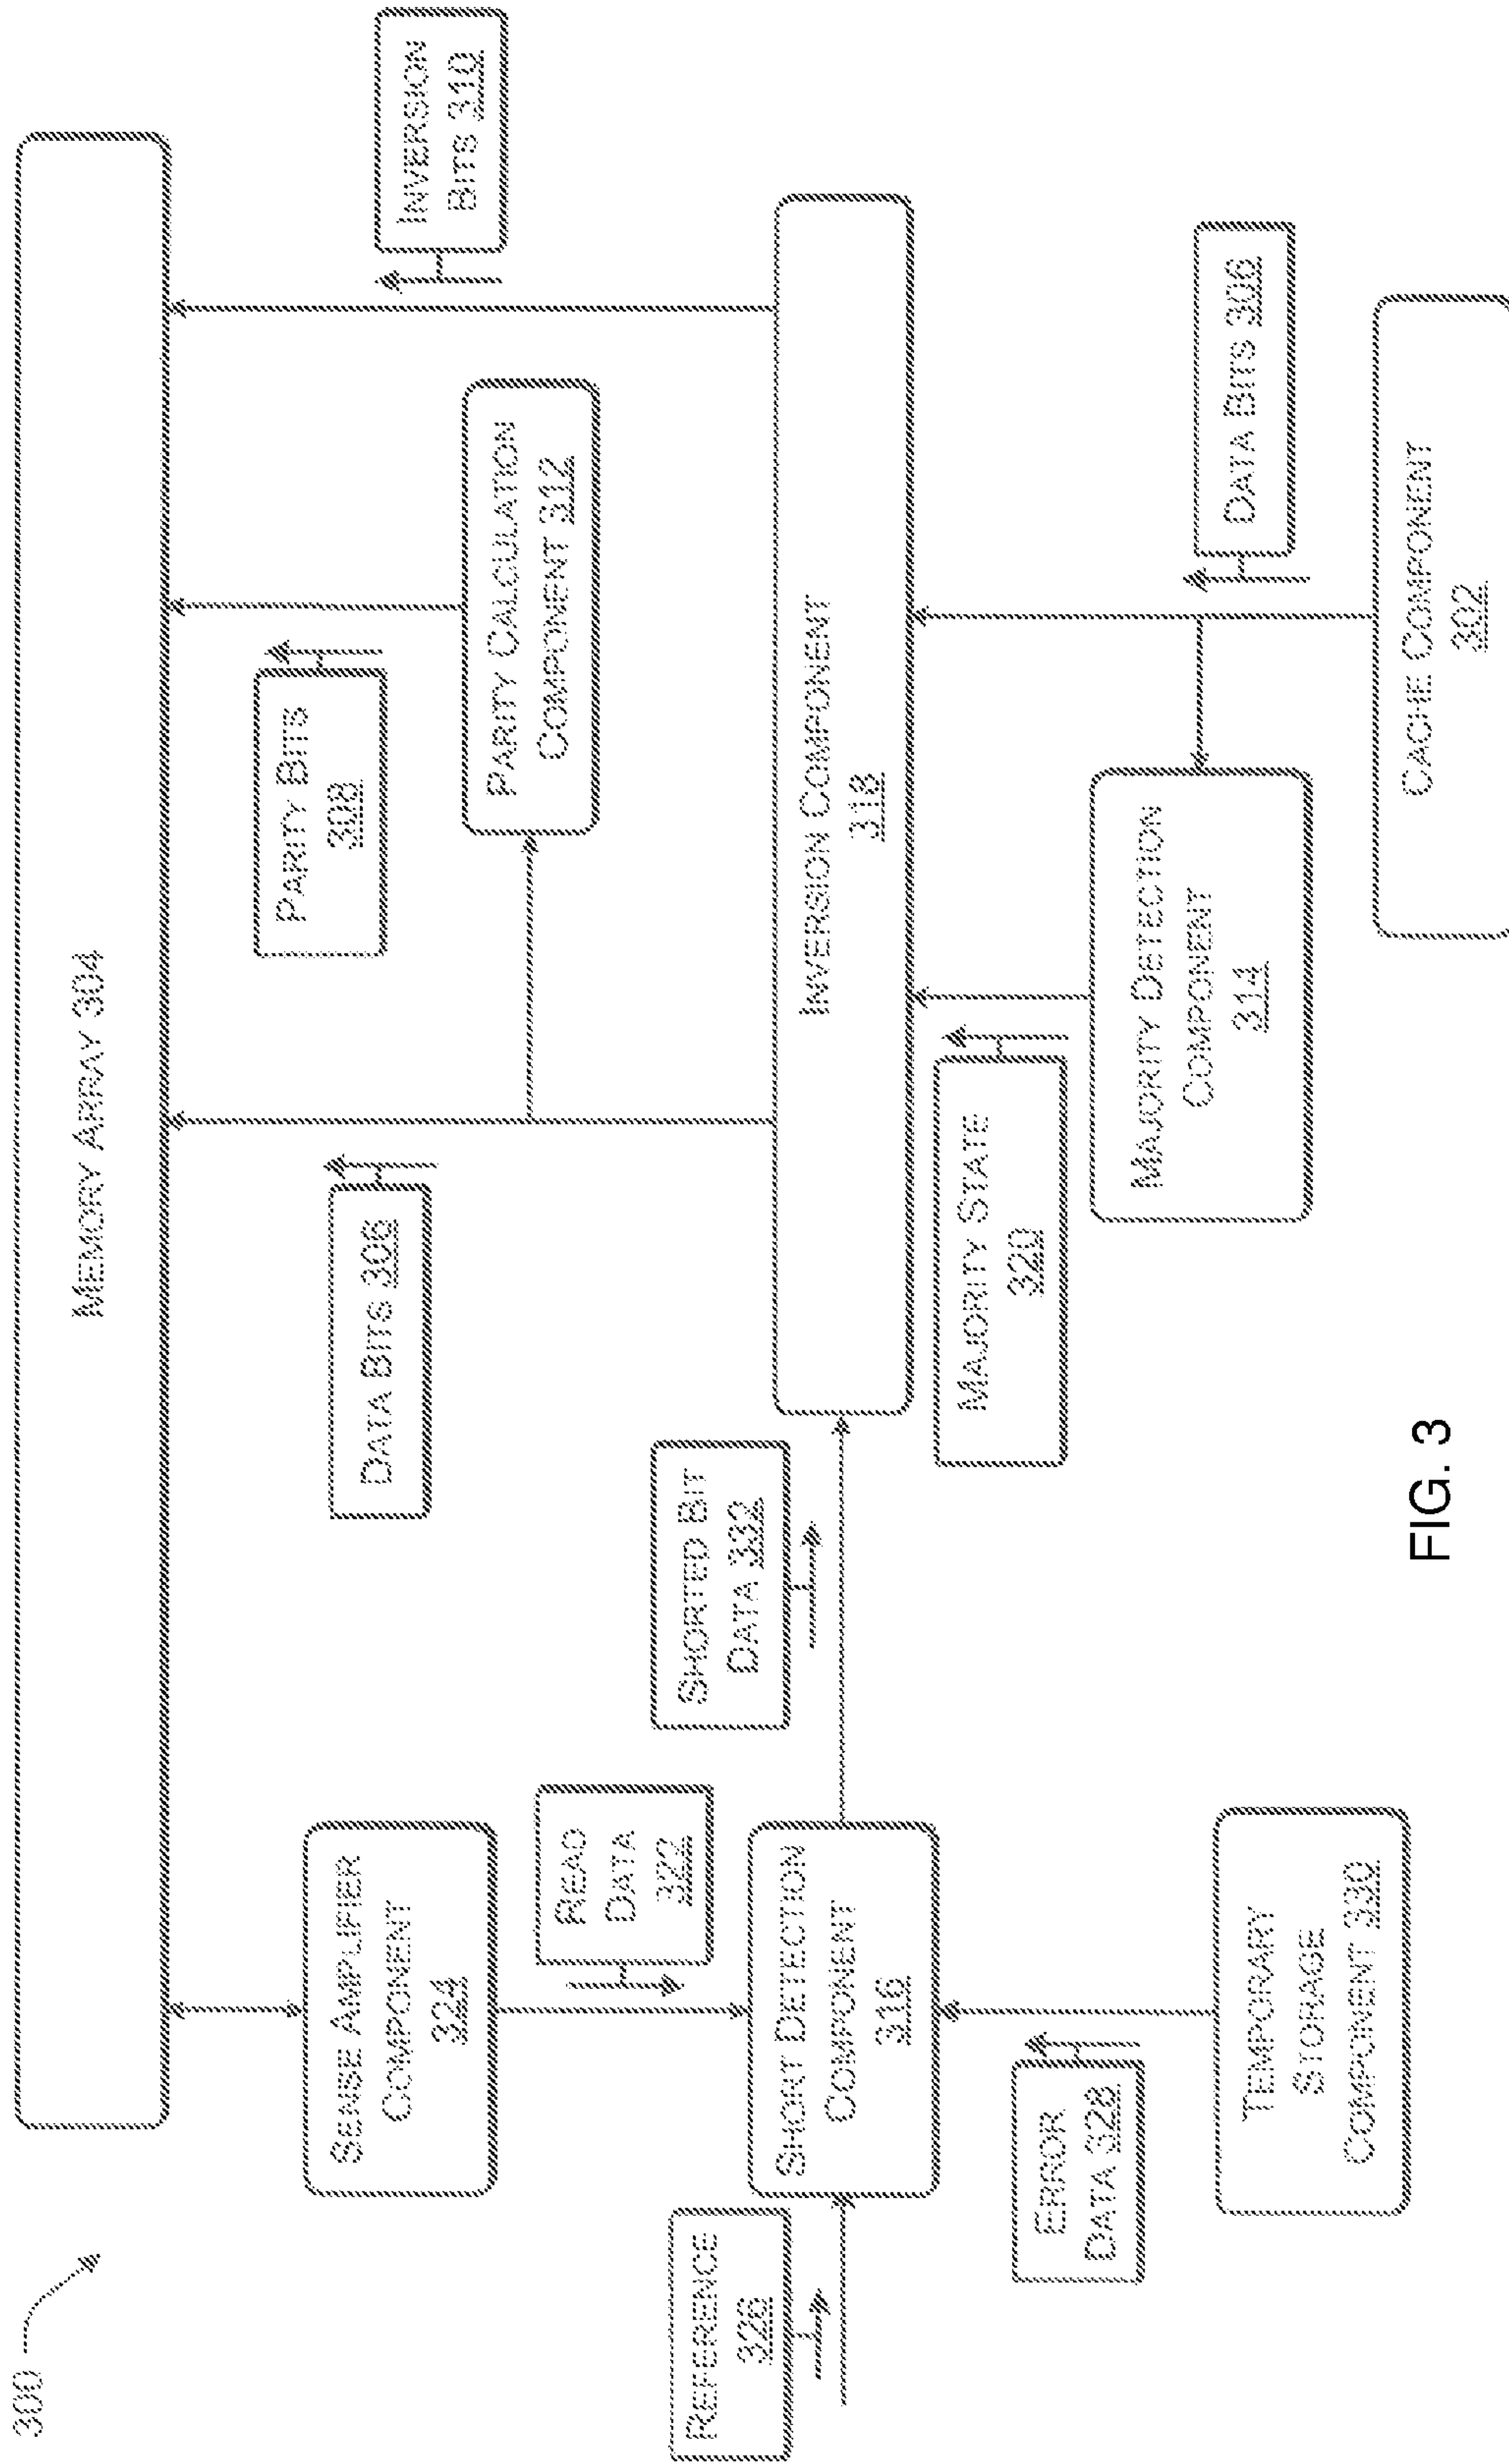 300
MEMORY ARRAY 304
SENSE AMPLIFIER
COMPONENT
324
DATA BITS 306
PARITY BITS
308
INVERSION
BITS 310
READ
DATA
322
PARITY CALCULATION
COMPONENT 312
REFERENCE
326
SHORTED BIT
DATA 332
SHORT DETECTION
COMPONENT
316
INVERSION COMPONENT
318
ERROR
DATA 328
MAJORITY STATE
320
TEMPORARY
STORAGE
COMPONENT 330
MAJORITY DETECTION
COMPONENT
314
DATA BITS 306
CACHE COMPONENT
302
FIG. 3